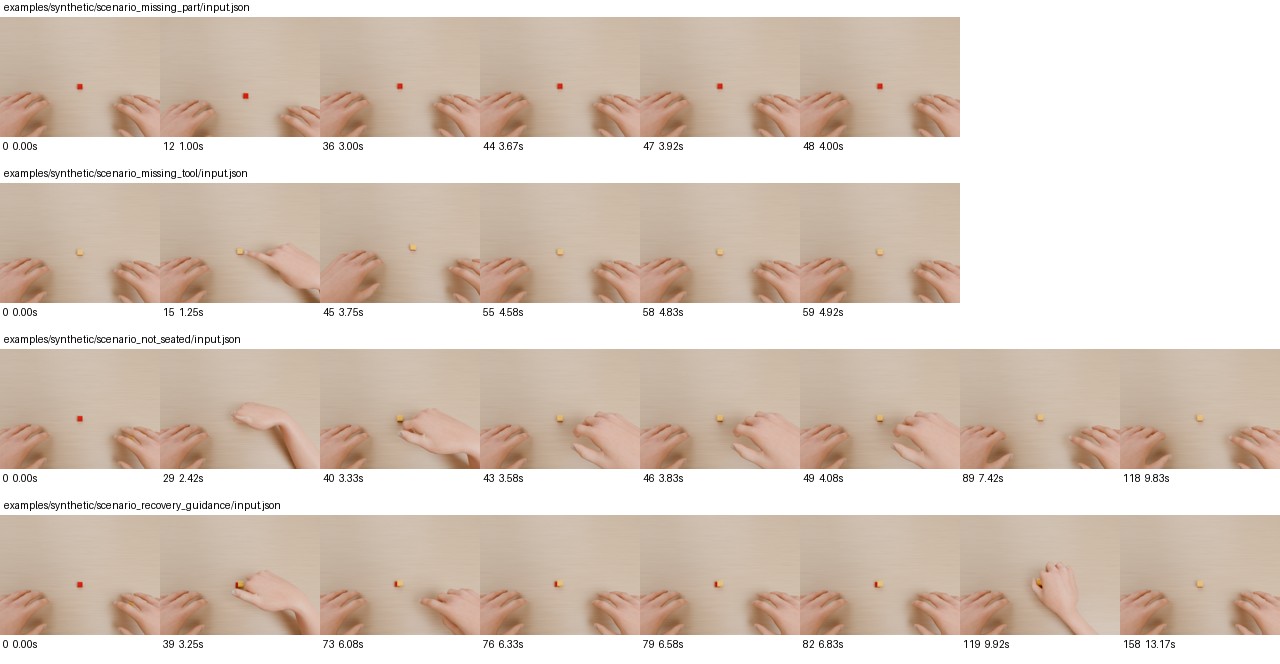 examples/synthetic/scenario_missing_part/input.json
0 0.00s 12 1.00s 36 3.00s 44 3.67s 47 3.92s 48 4.00s
examples/synthetic/scenario_missing_tool/input.json
0 0.00s 15 1.25s 45 3.75s 55 4.58s 58 4.83s 59 4.92s
examples/synthetic/scenario_not_seated/input.json
0 0.00s 29 2.42s 40 3.33s 43 3.58s 46 3.83s 49 4.08s 89 7.42s 118 9.83s
examples/synthetic/scenario_recovery_guidance/input.json
0 0.00s 39 3.25s 73 6.08s 76 6.33s 79 6.58s 82 6.83s 119 9.92s 158 13.17s